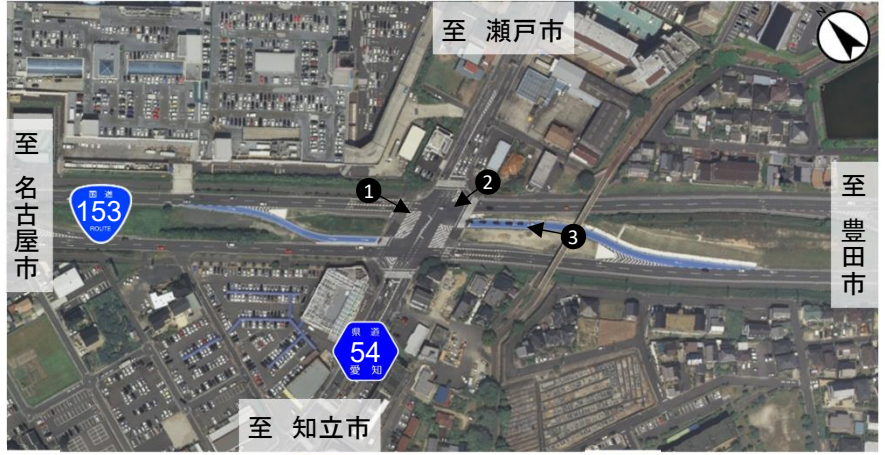 至 瀬戸市
N
至 名古屋市
国道
153
ROUTE
1
2
3
至 豊田市
県道
54
愛知
至 知立市